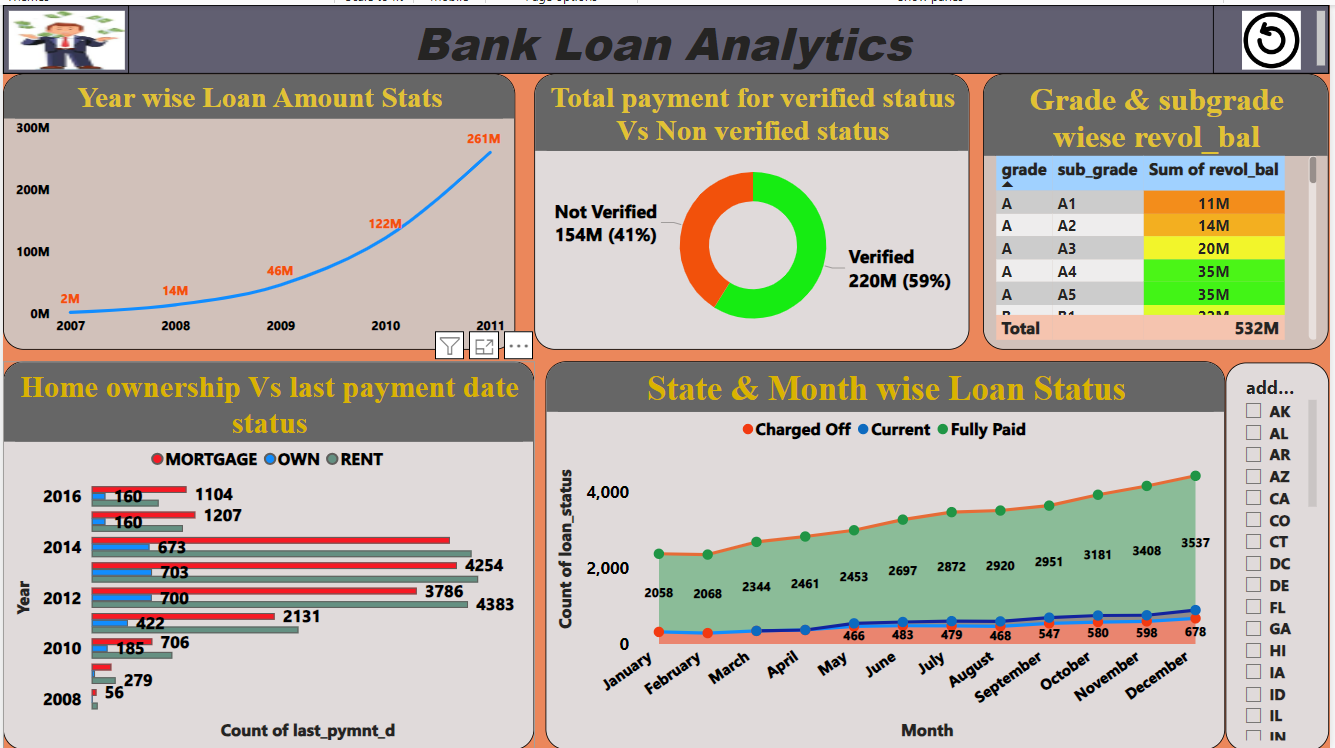 Bank Loan Analytics
Year wise Loan Amount Stats
300M
200M
100M
0M
2M
14M
46M
122M
261M
2007 2008 2009 2010 2011
Total payment for verified status
Vs Non verified status
Not Verified
154M (41%)
Verified
220M (59%)
Grade & subgrade
wiese revol_bal
grade sub_grade Sum of revol_bal
A A1 11M
A A2 14M
A A3 20M
A A4 35M
A A5 35M
Total 532M
Home ownership Vs last payment date
status
MORTGAGE OWN RENT
Year
2016 160 1104
160 1207
2014 673
703 4254
2012 700 3786
4383
422 2131
2010 185 706
279
2008 56
Count of last_pymnt_d
State & Month wise Loan Status
Charged Off Current Fully Paid
Count of loan_status
4,000
2,000
0
2058 2068 2344 2461 2453 2697 2872 2920 2951 3181 3408 3537
466 483 479 468 547 580 598 678
January February March April May June July August September October November December
Month
add...
AK
AL
AR
AZ
CA
CO
CT
DC
DE
FL
GA
HI
IA
ID
IL
IN